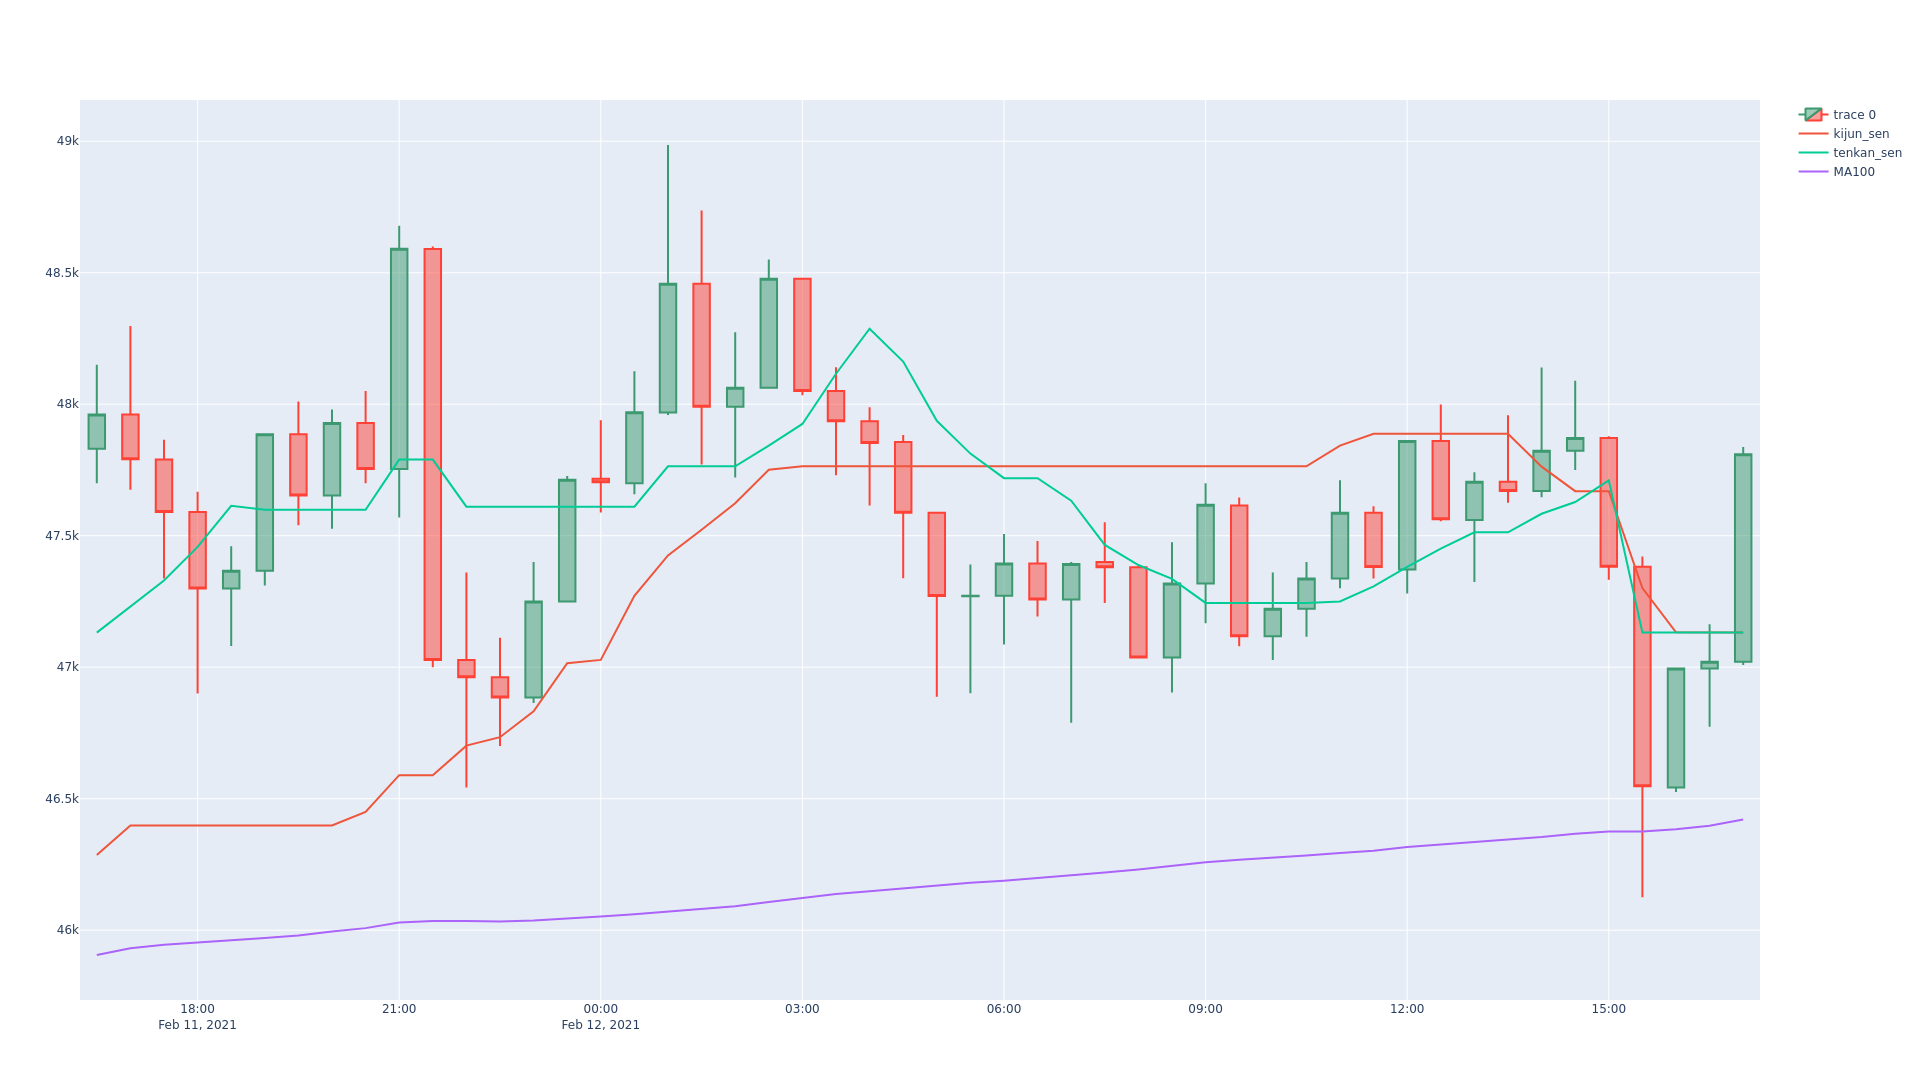 trace 0
kijun_sen
tenkan_sen
MA100
49k
48.5k
48k
47.5k
47k
46.5k
46k
18:00 21:00 00:00 03:00 06:00 09:00 12:00 15:00
Feb 11, 2021 Feb 12, 2021